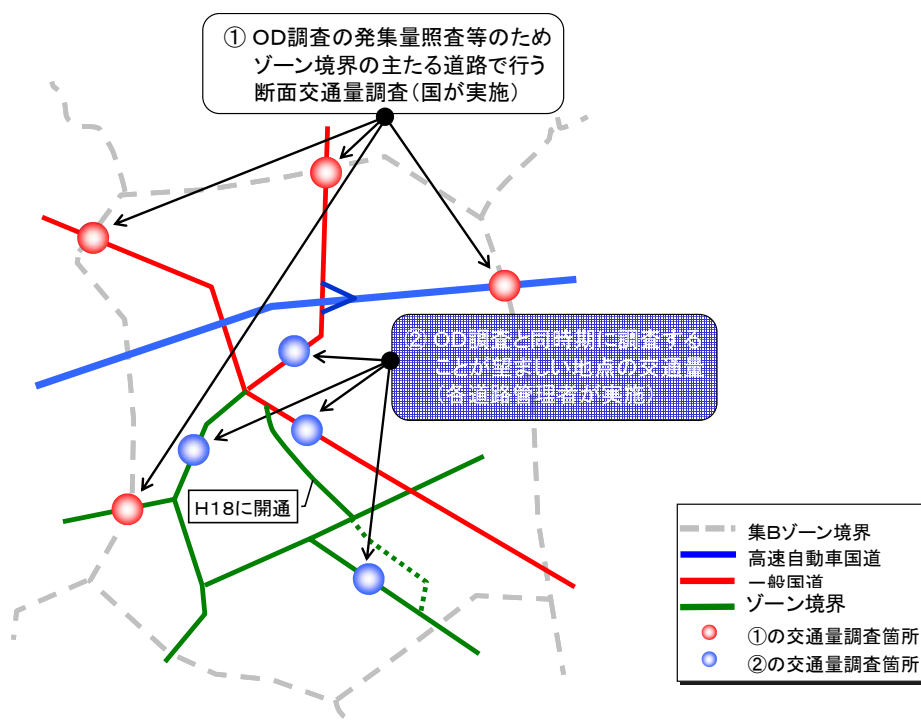 ① OD調査の発集量照査等のため
ゾーン境界の主たる道路で行う
断面交通量調査(国が実施)
② OD調査と同時期に調査する
ことが望ましい地点の交通量
(各道路管理者が実施)
H18に開通
集Bゾーン境界
高速自動車国道
一般国道
ゾーン境界
①の交通量調査箇所
②の交通量調査箇所